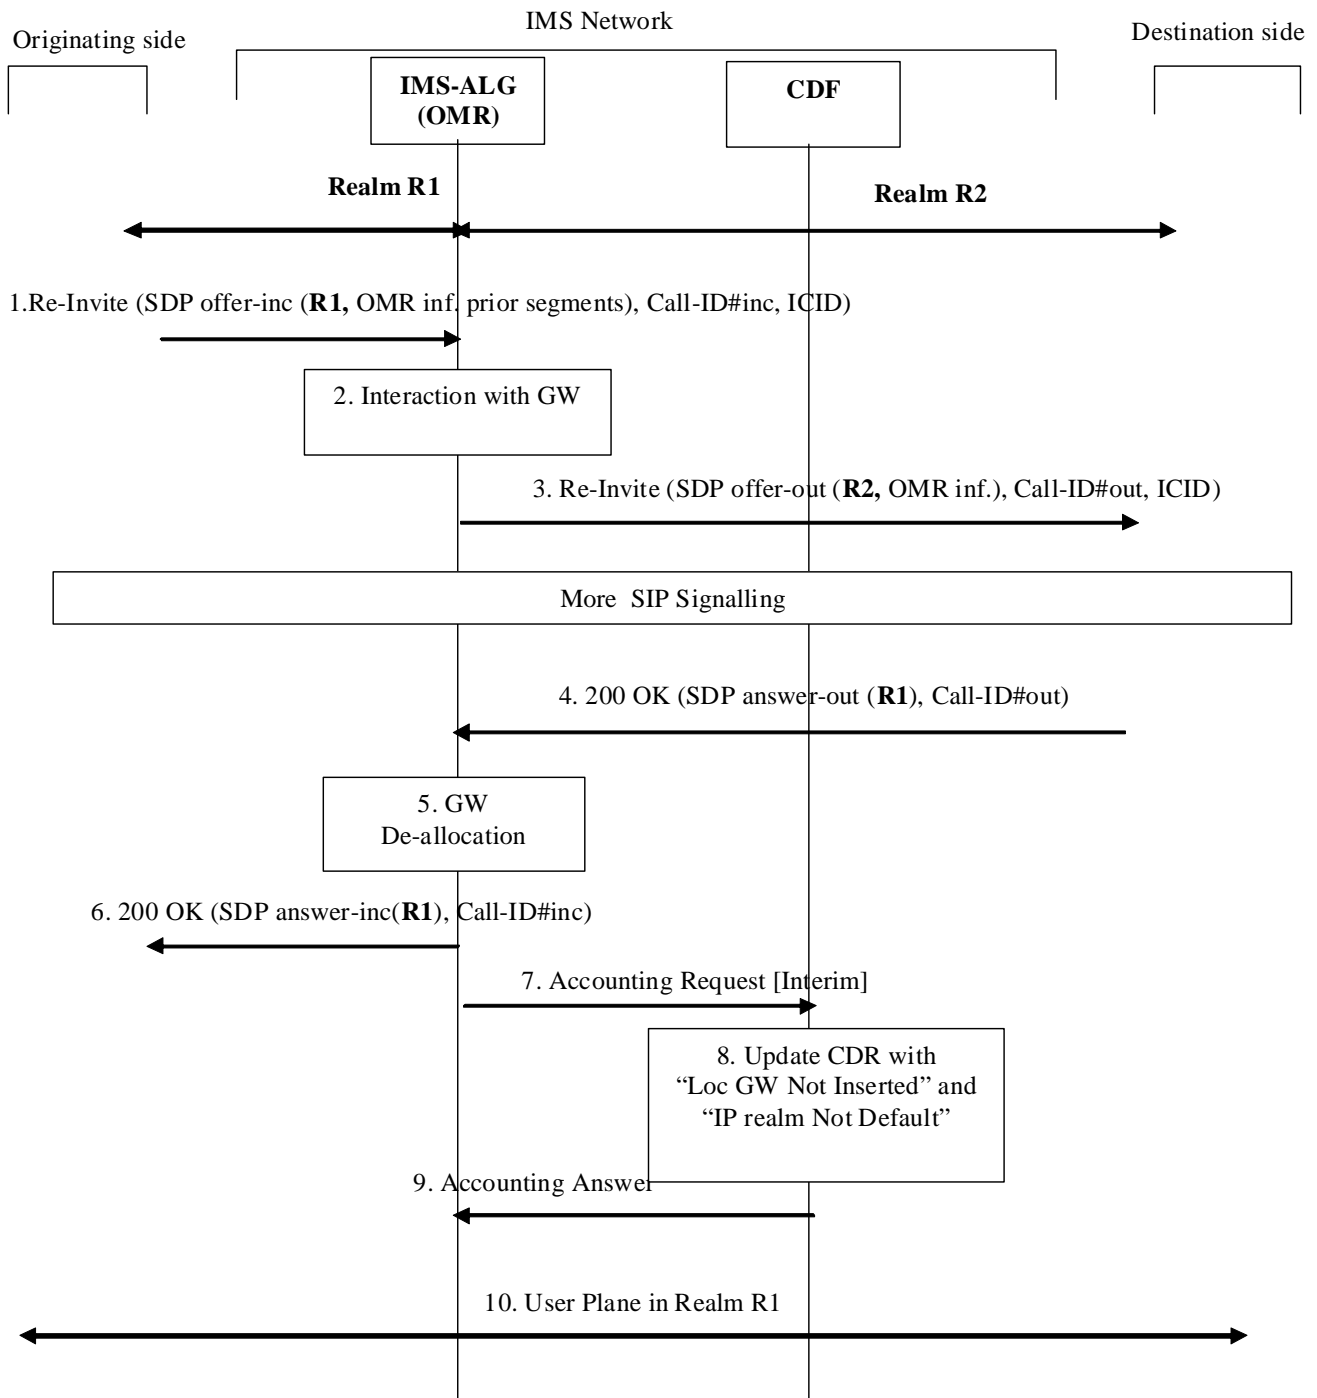 IMS Network
Originating side
Destination side
IMS-ALG
(OMR)
CDF
Realm R1
Realm R2
1.Re-Invite (SDP offer-inc (R1, OMR inf. prior segments), Call-ID#inc, ICID)
2. Interaction with GW
3. Re-Invite (SDP offer-out (R2, OMR inf.), Call-ID#out, ICID)
More SIP Signalling
4. 200 OK (SDP answer-out (R1), Call-ID#out)
5. GW
De-allocation
6. 200 OK (SDP answer-inc(R1), Call-ID#inc)
7. Accounting Request [Interim]
8. Update CDR with
“Loc GW Not Inserted” and
“IP realm Not Default”
9. Accounting Answer
10. User Plane in Realm R1